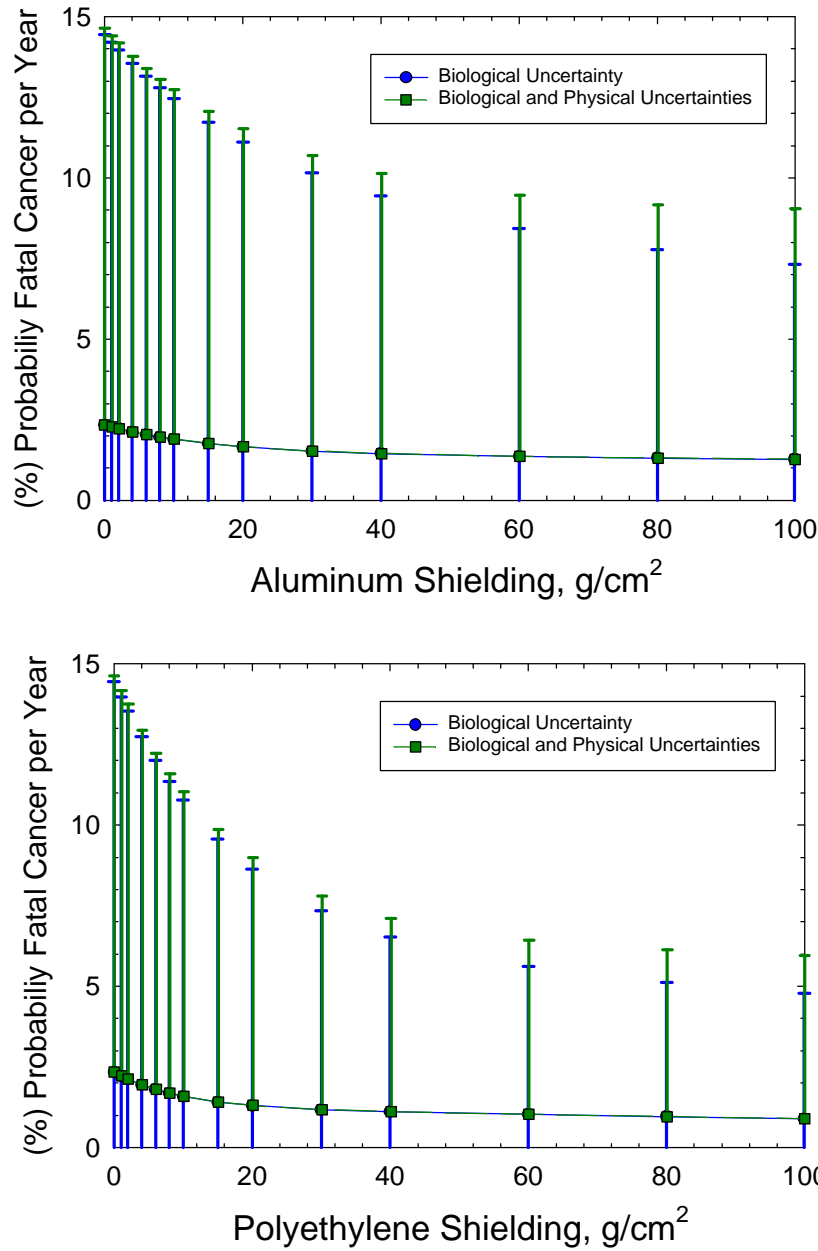 15
10
5
0
(%) Probabiliy Fatal Cancer per Year
Biological Uncertainty
Biological and Physical Uncertainties
0 20 40 60 80 100
Aluminum Shielding, g/cm²
15
10
5
0
(%) Probabiliy Fatal Cancer per Year
Biological Uncertainty
Biological and Physical Uncertainties
0 20 40 60 80 100
Polyethylene Shielding, g/cm²